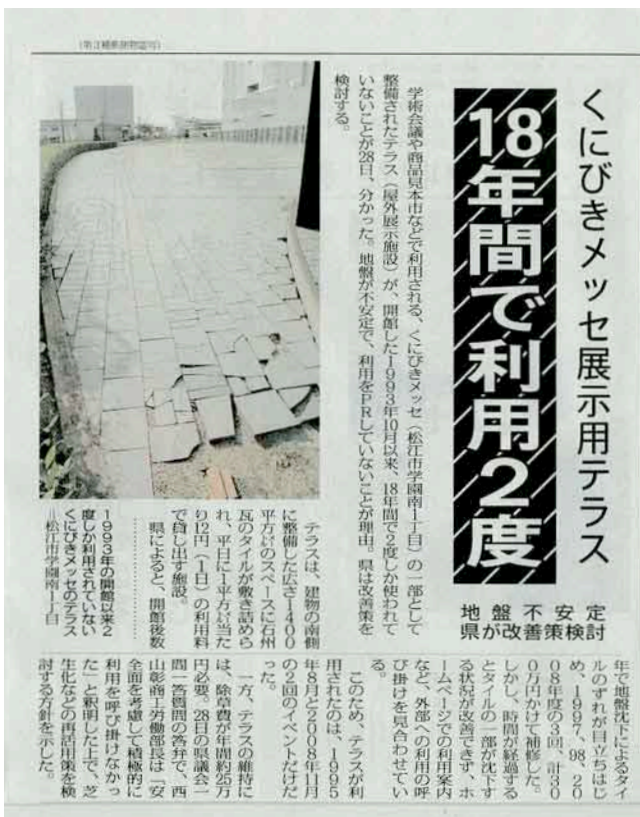 くにびきメッセ展示用テラス
18年間で利用2度
地盤不安定
県が改善策検討
学術会議や商品見本市などで利用される、くにびきメッセ（松江市学園南1丁目）の一部として
整備されたテラス（屋外展示施設）が、開館した1993年10月以来、18年間で2度しか使われて
いないことが28日、分かった。地盤が不安定で、利用をPRしていないことが理由。県は改善策を
検討する。
テラスは、建物の南側
に整備した広さ1400
平方㍍のスペースに石州
瓦のタイルが敷き詰めら
れ、平日に1平方㍍当た
り12円（1日）の利用料
で貸し出す施設。
県によると、開館後数
1993年の開館以来2
度しか利用されていない
くにびきメッセのテラス
＝松江市学園南1丁目
年で地盤沈下によるタイ
ルのずれが目立ちはじ
め、1997、98、20
08年度の3回、計30
0万円かけて補修した。
しかし、時間が経過する
とタイルの一部が沈下す
る状況が改善できず、ホ
ームページでの利用案内
など、外部への利用の呼
び掛けを見合わせてい
る。
このため、テラスが利
用されたのは、1995
年8月と2008年11月
の2回のイベントだけだ
った。
一方、テラスの維持に
は、除草費が年間約25万
円必要。28日の県議会一
問一答質問の答弁で、西
山彰商工労働部長は「安
全面を考慮して積極的に
利用を呼び掛けなかっ
た」と釈明した上で、芝
生化などの再活用策を検
討する方針を示した。